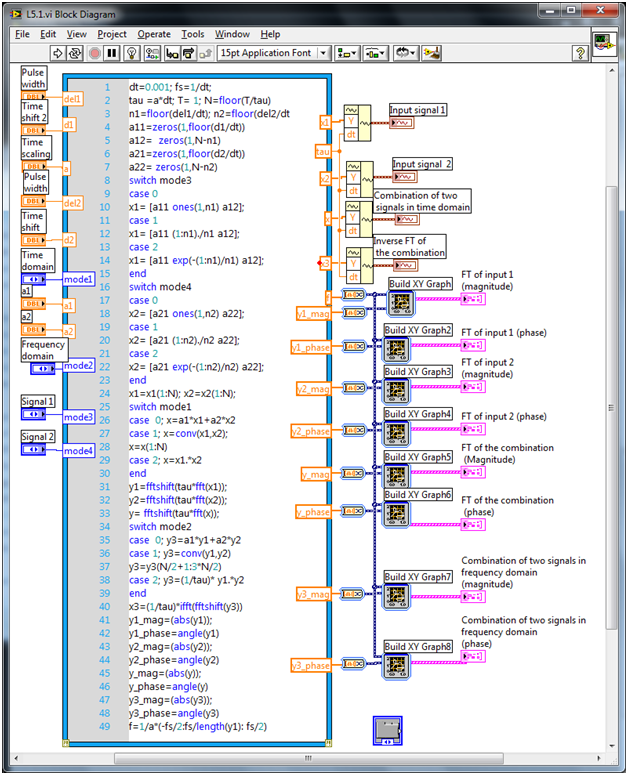 L5.1.vi Block Diagram
File Edit View Project Operate Tools Window Help
15pt Application Font
Pulse
width
DBL
del1
Time
shift 2
DBL
d1
Time
scaling
DBL
a
Pulse
width
DBL
del2
Time
shift
DBL
d2
Time
domain
mode1
a1
DBL
a1
a2
DBL
a2
Frequency
domain
mode2
Signal 1
mode3
Signal 2
mode4
1 dt=0.001; fs=1/dt;
2 tau =a*dt; T= 1; N=floor(T/tau)
3 n1=floor(del1/dt); n2=floor(del2/dt
4 a11=zeros(1,floor(d1/dt))
5 a12= zeros(1,N-n1)
6 a21=zeros(1,floor(d2/dt))
7 a22= zeros(1,N-n2)
8 switch mode3
9 case 0
10 x1= [a11 ones(1,n1) a12];
11 case 1
12 x1= [a11 (1:n1)./n1 a12];
13 case 2
14 x1= [a11 exp(-(1:n1)/n1) a12];
15 end
16 switch mode4
17 case 0
18 x2= [a21 ones(1,n2) a22];
19 case 1
20 x2= [a21 (1:n2)./n2 a22];
21 case 2
22 x2= [a21 exp(-(1:n2)/n2) a22];
23 end
24 x1=x1(1:N); x2=x2(1:N);
25 switch mode1
26 case 0; x=a1*x1+a2*x2
27 case 1; x=conv(x1,x2);
28 x=x(1:N)
29 case 2; x=x1.*x2
30 end
31 y1=fftshift(tau*fft(x1));
32 y2=fftshift(tau*fft(x2));
33 y= fftshift(tau*fft(x));
34 switch mode2
35 case 0; y3=a1*y1+a2*y2
36 case 1; y3=conv(y1,y2)
37 y3=y3(N/2+1:3*N/2)
38 case 2; y3=(1/tau)* y1.*y2
39 end
40 x3=(1/tau)*ifft(fftshift(y3))
41 y1_mag=(abs(y1));
42 y1_phase=angle(y1)
43 y2_mag=(abs(y2));
44 y2_phase=angle(y2)
45 y_mag=(abs(y));
46 y_phase=angle(y)
47 y3_mag=(abs(y3));
48 y3_phase=angle(y3)
49 f=1/a*(-fs/2:fs/length(y1): fs/2)
x1
Y
dt
Input signal 1
tau
x2
Y
Input signal 2
x
Y
Combination of two
signals in time domain
x3
Y
dt
Inverse FT of
the combination
f
y1_mag
Build XY Graph
FT of input 1
(magnitude)
y1_phase
Build XY Graph2
FT of input 1 (phase)
y2_mag
Build XY Graph3
FT of input 2
(magnitude)
y2_phase
Build XY Graph4
FT of input 2 (phase)
y_mag
Build XY Graph5
FT of the combination
(Magnitude)
y_phase
Build XY Graph6
FT of the combination
(phase)
y3_mag
Build XY Graph7
Combination of two signals in
frequency domain
(magnitude)
y3_phase
Build XY Graph8
Combination of two signals in
frequency domain
(phase)